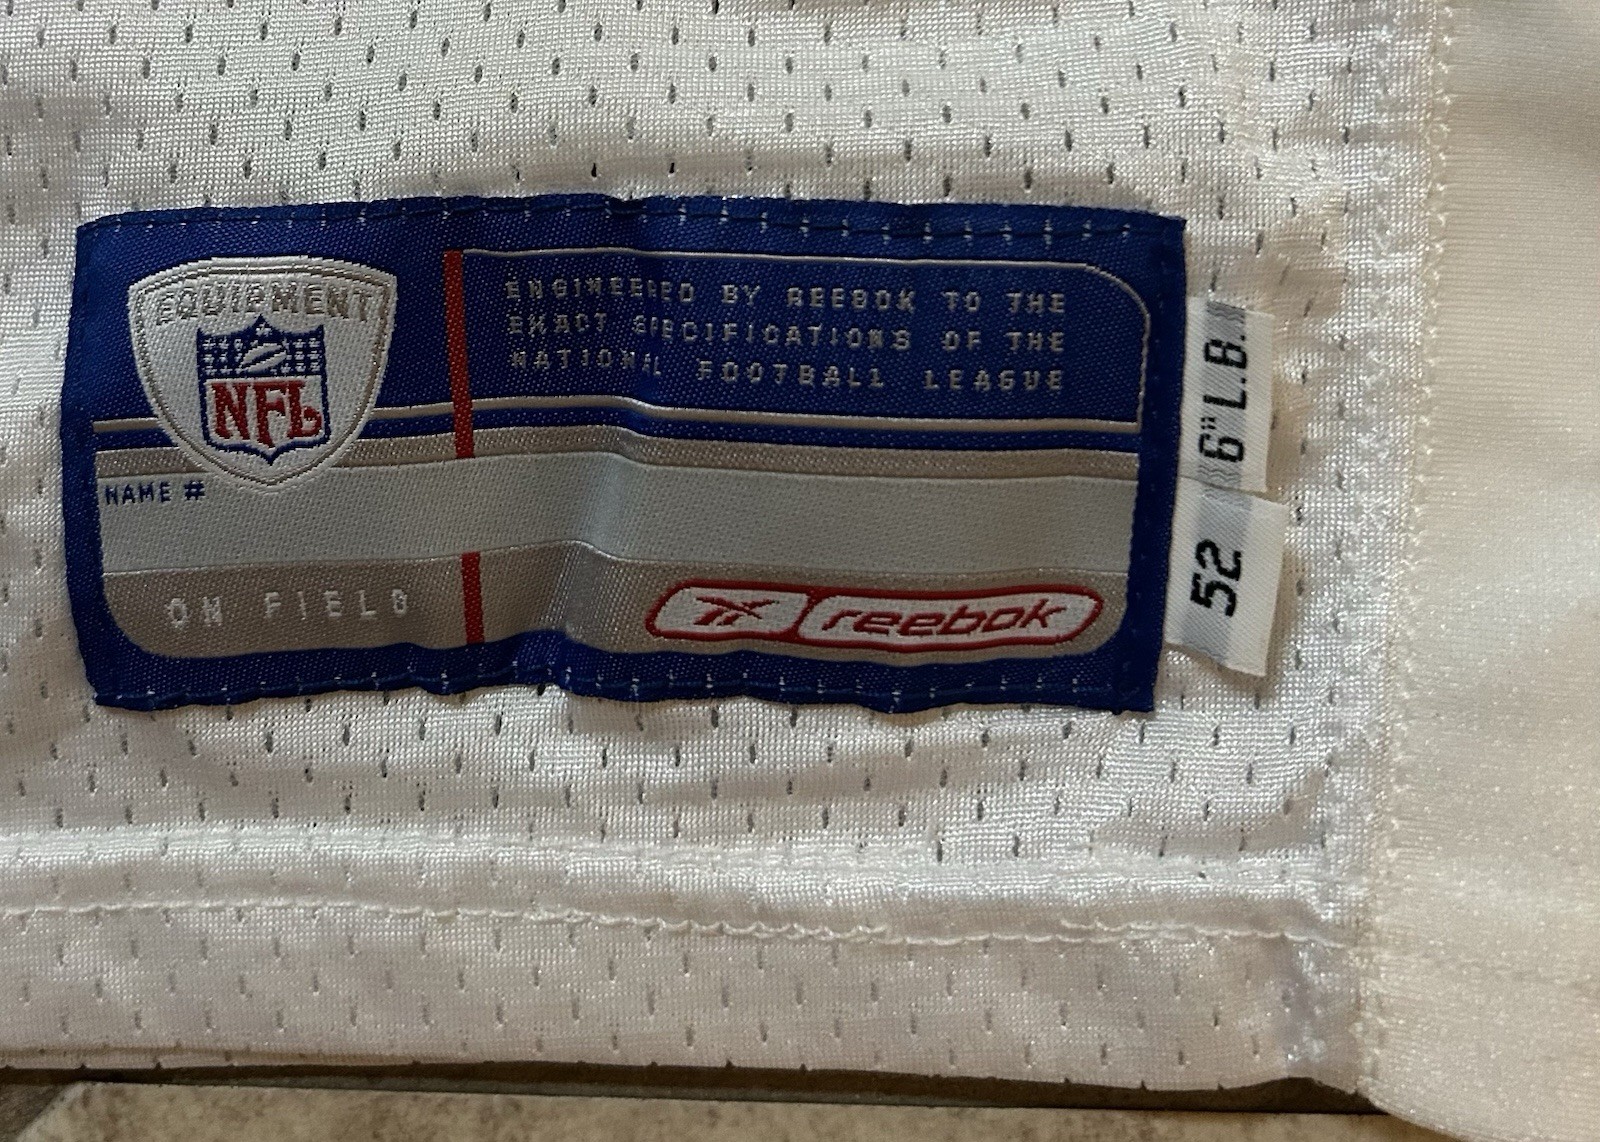 EQUIPMENT
NFL
ENGINEERED BY REEBOK TO THE
EXACT SPECIFICATIONS OF THE
NATIONAL FOOTBALL LEAGUE
NAME #
ON FIELD
reebok
6" L.B.
52